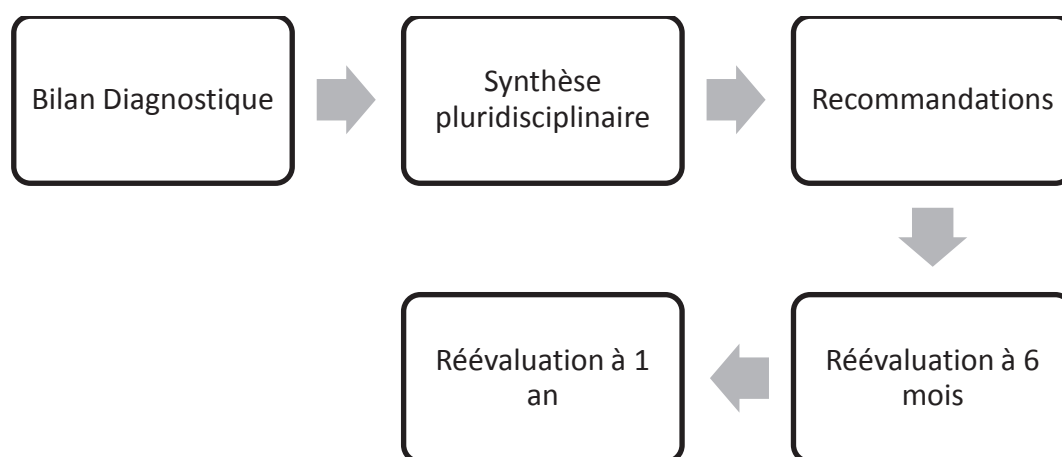 Bilan Diagnostique
Synthèse
pluridisciplinaire
Recommandations
Réévaluation à 6
mois
Réévaluation à 1
an